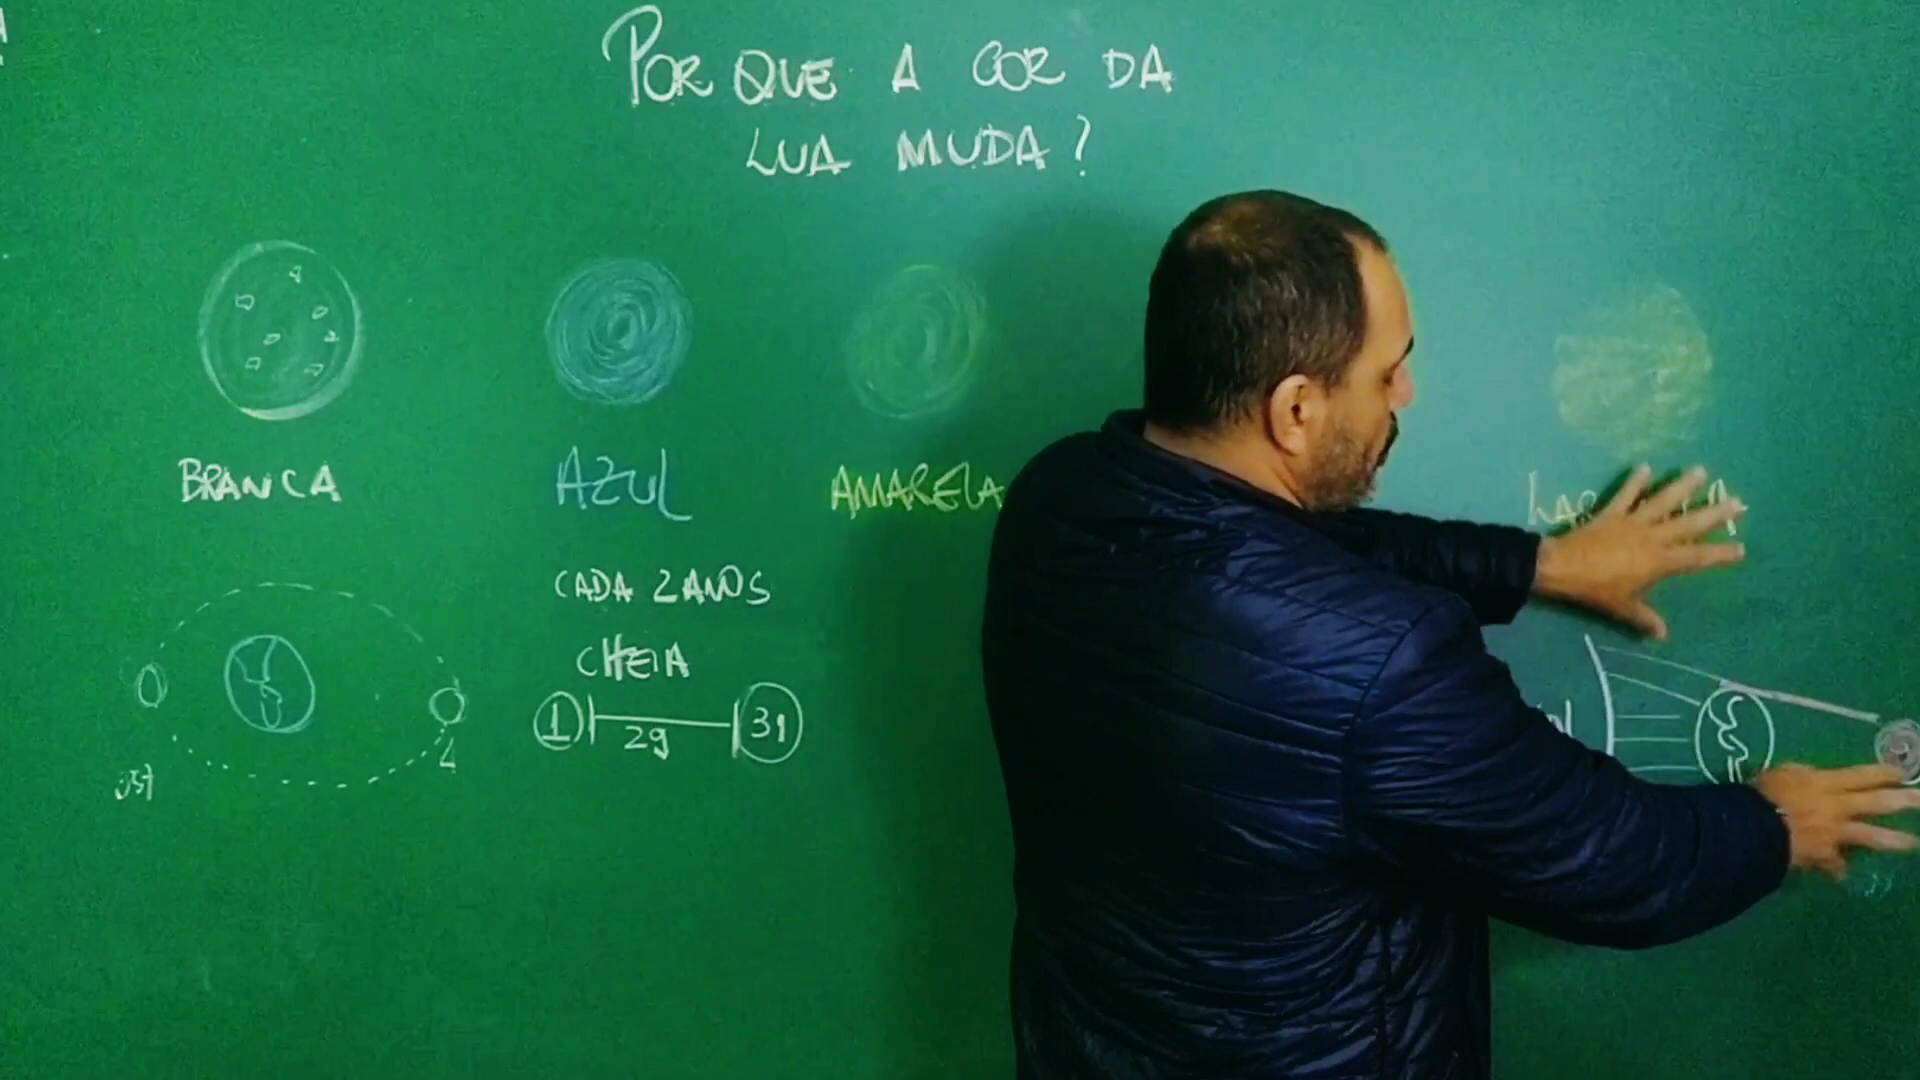 POR QUE A COR DA
LUA MUDA?
BRANCA
AZUL
AMARELA
CADA 2 ANOS
CHEIA
1 29 31